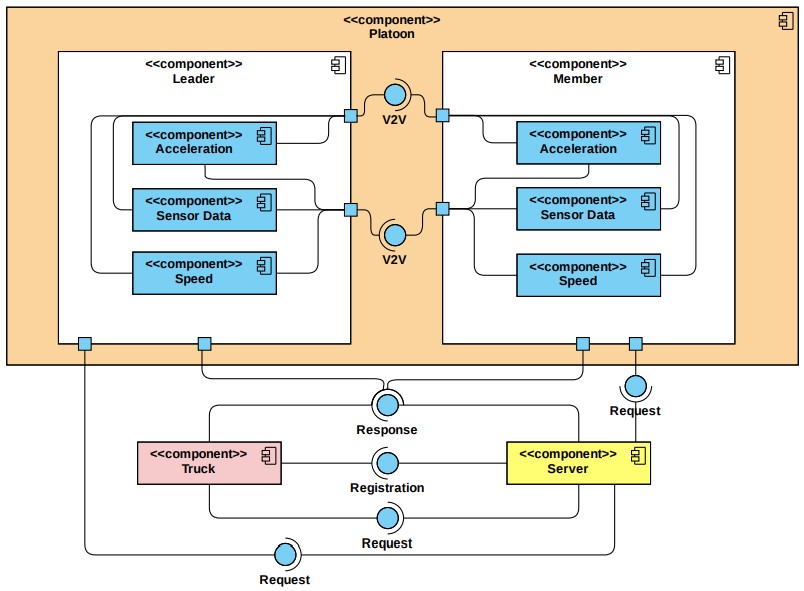 <<component>>
Platoon
<<component>>
Leader
<<component>>
Acceleration
<<component>>
Sensor Data
<<component>>
Speed
V2V
V2V
<<component>>
Member
<<component>>
Acceleration
<<component>>
Sensor Data
<<component>>
Speed
Request
Response
<<component>>
Truck
Registration
<<component>>
Server
Request
Request